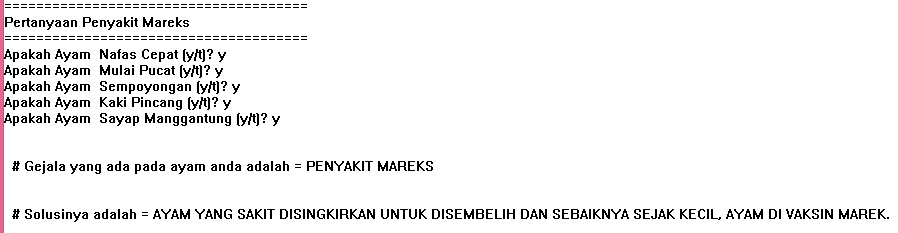 ======================================
Pertanyaan Penyakit Mareks
======================================
Apakah Ayam  Nafas Cepat (y/t)? y
Apakah Ayam  Mulai Pucat (y/t)? y
Apakah Ayam  Sempoyongan (y/t)? y
Apakah Ayam  Kaki Pincang (y/t)? y
Apakah Ayam  Sayap Manggantung (y/t)? y
# Gejala yang ada pada ayam anda adalah = PENYAKIT MAREKS
# Solusinya adalah = AYAM YANG SAKIT DISINGKIRKAN UNTUK DISEMBELIH DAN SEBAIKNYA SEJAK KECIL, AYAM DI VAKSIN MAREK.